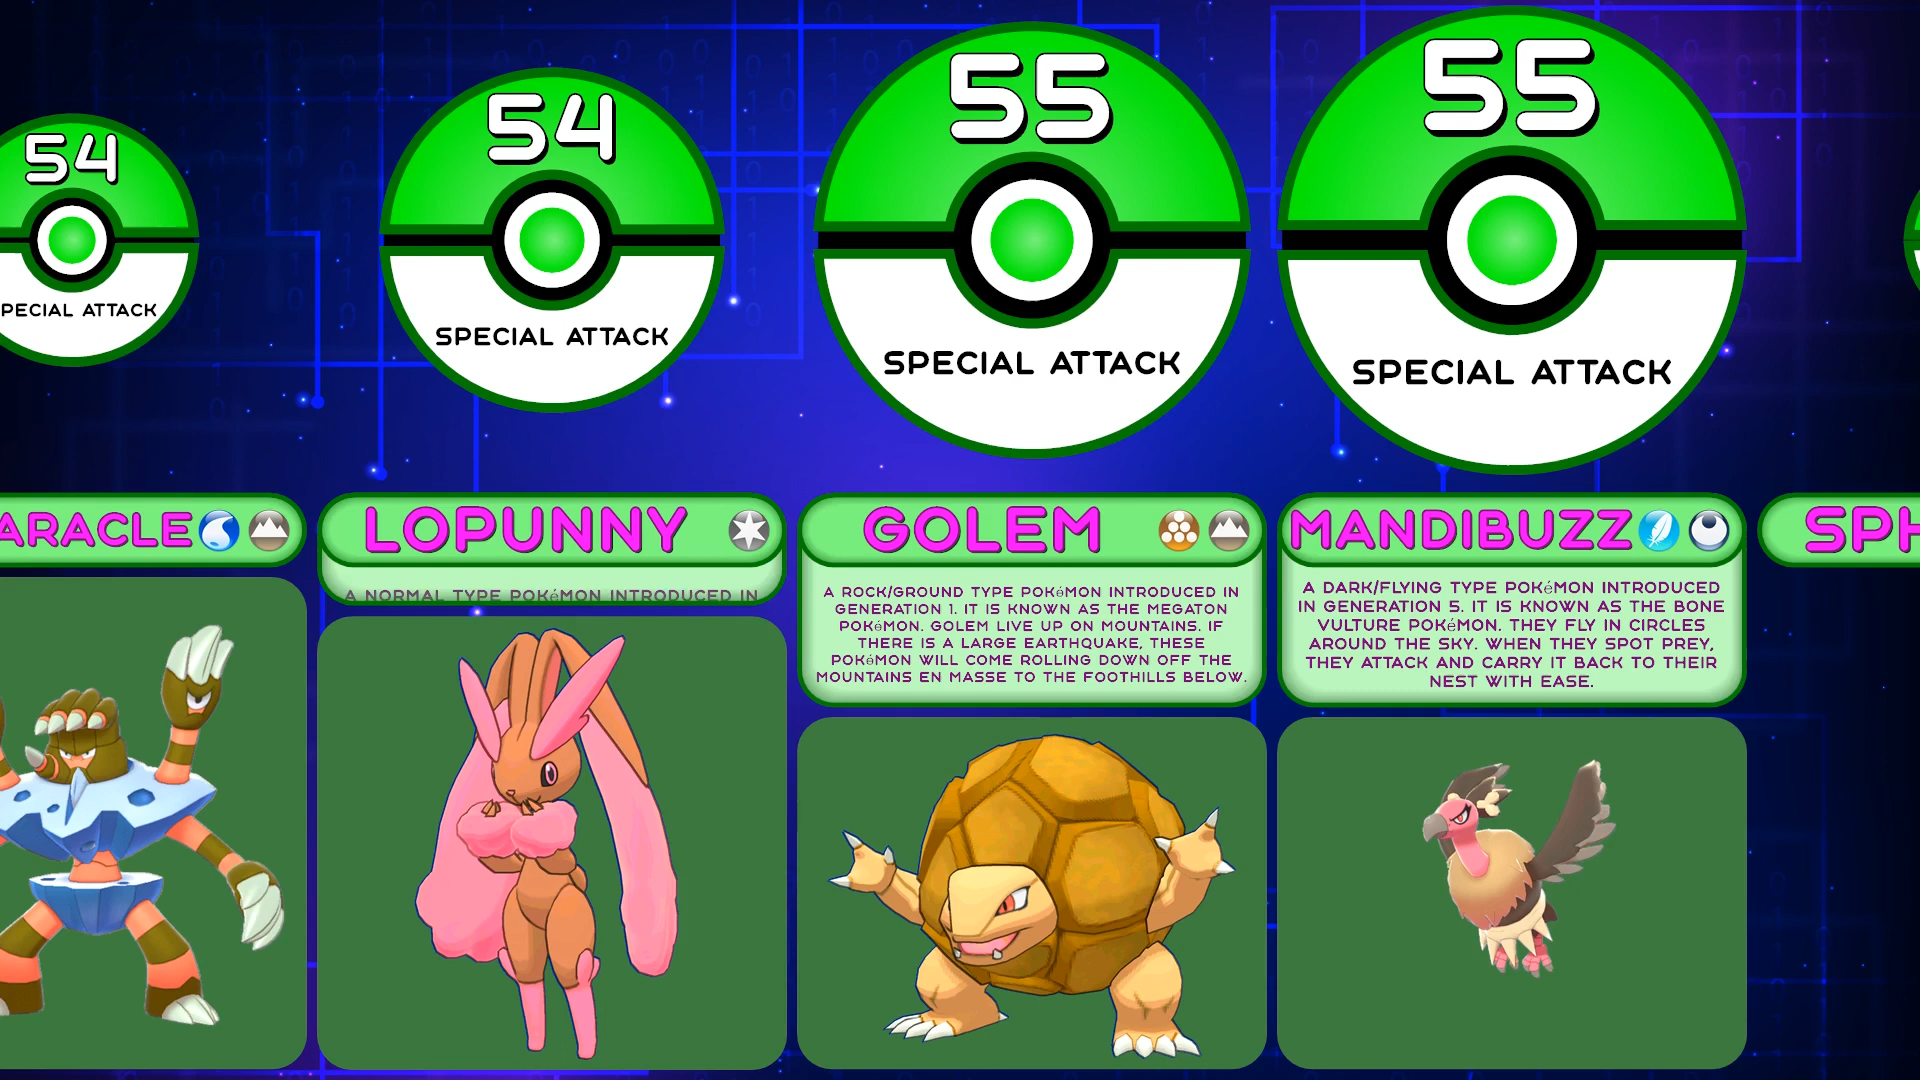 54
PECIAL ATTACK
ARACLE
54
SPECIAL ATTACK
LOPUNNY
A NORMAL TYPE POKéMON INTRODUCED IN
55
SPECIAL ATTACK
GOLEM
A ROCK/GROUND TYPE POKéMON INTRODUCED IN
GENERATION 1. IT IS KNOWN AS THE MEGATON
POKéMON. GOLEM LIVE UP ON MOUNTAINS. IF
THERE IS A LARGE EARTHQUAKE, THESE
POKéMON WILL COME ROLLING DOWN OFF THE
MOUNTAINS EN MASSE TO THE FOOTHILLS BELOW.
55
SPECIAL ATTACK
MANDIBUZZ
A DARK/FLYING TYPE POKéMON INTRODUCED
IN GENERATION 5. IT IS KNOWN AS THE BONE
VULTURE POKéMON. THEY FLY IN CIRCLES
AROUND THE SKY. WHEN THEY SPOT PREY,
THEY ATTACK AND CARRY IT BACK TO THEIR
NEST WITH EASE.
SPH